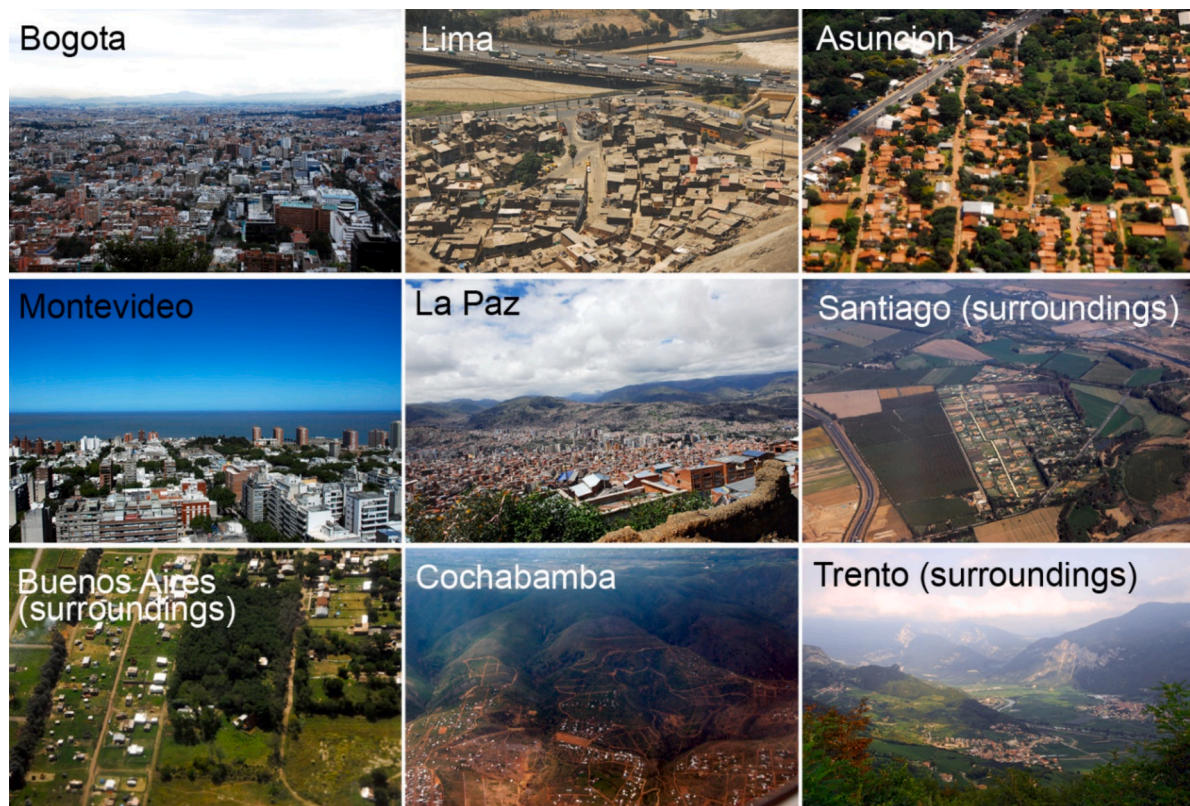 Bogota
Lima
Asuncion
Montevideo
La Paz
Santiago (surroundings)
Buenos Aires
(surroundings)
Cochabamba
Trento (surroundings)